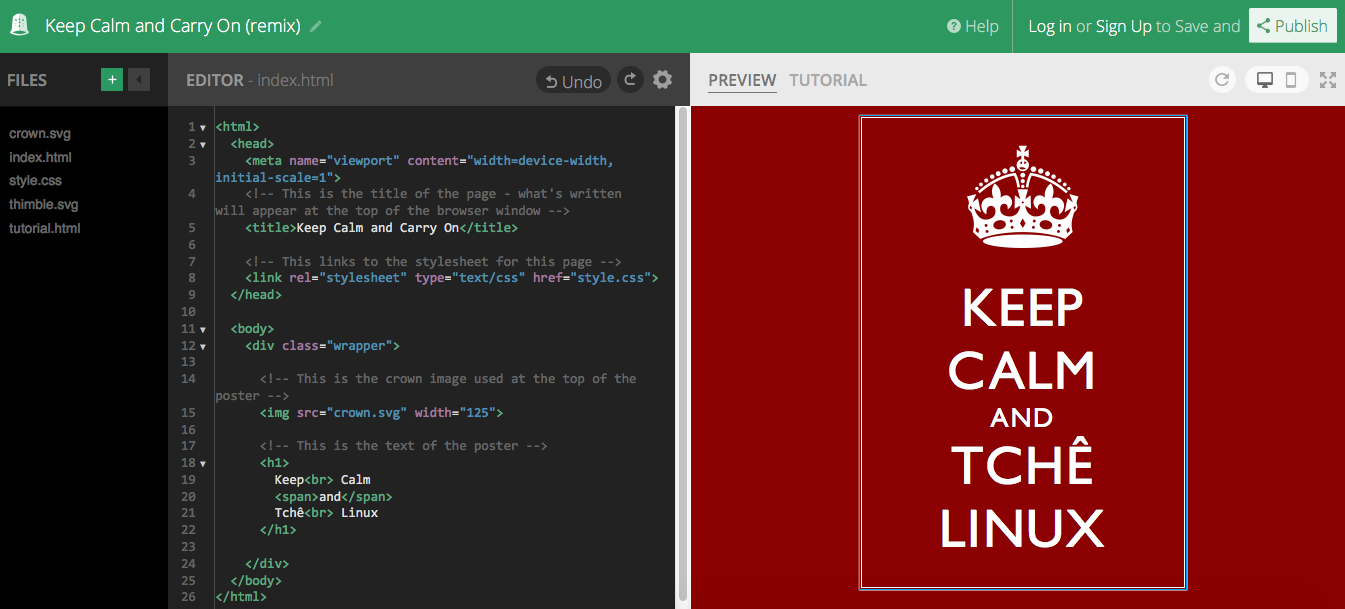 Keep Calm and Carry On (remix)
Help
Log in or Sign Up to Save and
Publish
FILES
+
crown.svg
index.html
style.css
thimble.svg
tutorial.html
EDITOR - index.html
Undo
1 <html>
2 <head>
3 <meta name="viewport" content="width=device-width,
initial-scale=1">
4 <!-- This is the title of the page - what's written
will appear at the top of the browser window -->
5 <title>Keep Calm and Carry On</title>
6
7 <!-- This links to the stylesheet for this page -->
8 <link rel="stylesheet" type="text/css" href="style.css">
9 </head>
10
11 <body>
12 <div class="wrapper">
13
14 <!-- This is the crown image used at the top of the
poster -->
15 <img src="crown.svg" width="125">
16
17 <!-- This is the text of the poster -->
18 <h1>
19 Keep<br> Calm
20 <span>and</span>
21 Tchê<br> Linux
22 </h1>
23
24 </div>
25 </body>
26 </html>
PREVIEW
TUTORIAL
KEEP
CALM
AND
TCHÊ
LINUX